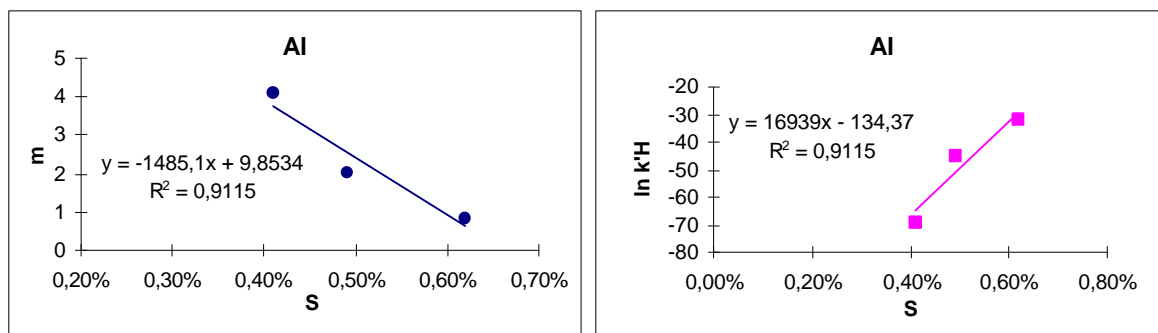 Al
5
4
3
2
1
0
m
y = -1485,1x + 9,8534
R² = 0,9115
0,20% 0,30% 0,40% 0,50% 0,60% 0,70%
S
Al
-20
-30
-40
-50
-60
-70
-80
ln k'H
y = 16939x - 134,37
R² = 0,9115
0,00% 0,20% 0,40% 0,60% 0,80%
S